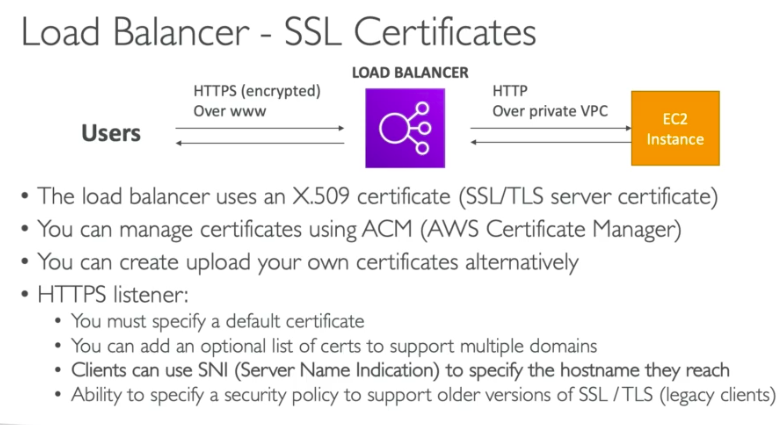 Load Balancer - SSL Certificates
LOAD BALANCER
HTTPS (encrypted)
Over www
HTTP
Over private VPC
Users
EC2
Instance
• The load balancer uses an X.509 certificate (SSL/TLS server certificate)
• You can manage certificates using ACM (AWS Certificate Manager)
• You can create upload your own certificates alternatively
• HTTPS listener:
• You must specify a default certificate
• You can add an optional list of certs to support multiple domains
• Clients can use SNI (Server Name Indication) to specify the hostname they reach
• Ability to specify a security policy to support older versions of SSL / TLS (legacy clients)